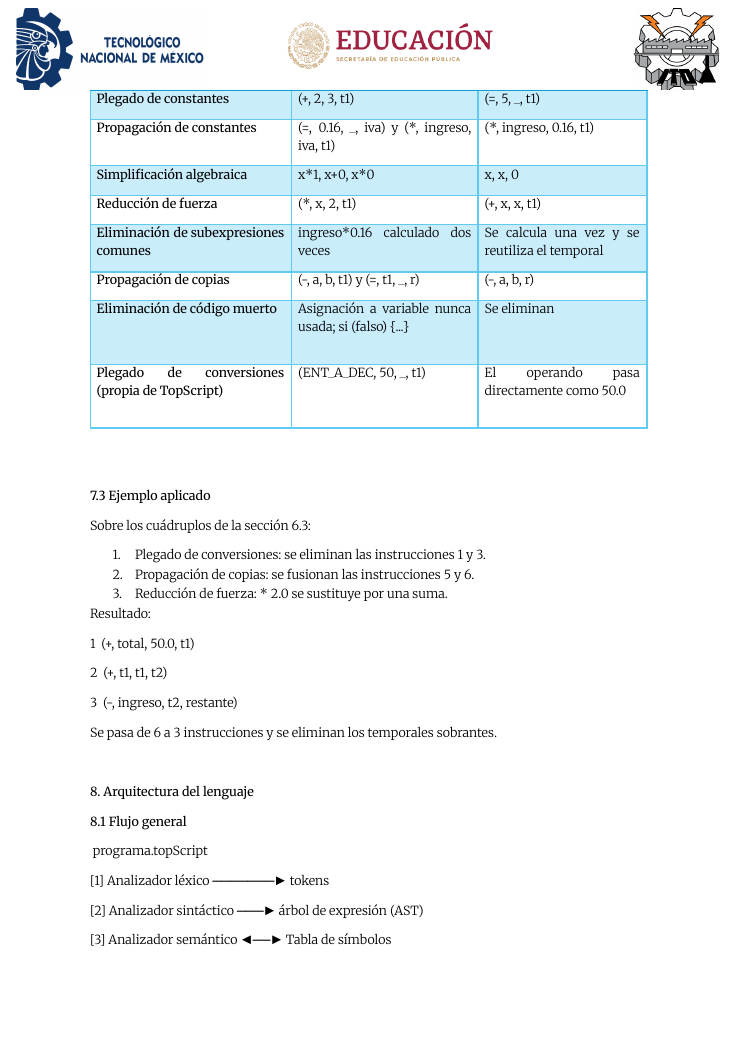 TECNOLÓGICO
NACIONAL DE MÉXICO
EDUCACIÓN
SECRETARÍA DE EDUCACIÓN PÚBLICA
ITO
Plegado de constantes (+, 2, 3, t1) (=, 5, _, t1)
Propagación de constantes (=, 0.16, _, iva) y (*, ingreso, (*, ingreso, 0.16, t1)
iva, t1)
Simplificación algebraica x*1, x+0, x*0 x, x, 0
Reducción de fuerza (*, x, 2, t1) (+, x, x, t1)
Eliminación de subexpresiones ingreso*0.16 calculado dos Se calcula una vez y se
comunes veces reutiliza el temporal
Propagación de copias (-, a, b, t1) y (=, t1, _, r) (-, a, b, r)
Eliminación de código muerto Asignación a variable nunca Se eliminan
usada; si (falso) {...}
Plegado de conversiones (ENT_A_DEC, 50, _, t1) El operando pasa
(propia de TopScript) directamente como 50.0
7.3 Ejemplo aplicado
Sobre los cuádruplos de la sección 6.3:
1. Plegado de conversiones: se eliminan las instrucciones 1 y 3.
2. Propagación de copias: se fusionan las instrucciones 5 y 6.
3. Reducción de fuerza: * 2.0 se sustituye por una suma.
Resultado:
1 (+, total, 50.0, t1)
2 (+, t1, t1, t2)
3 (-, ingreso, t2, restante)
Se pasa de 6 a 3 instrucciones y se eliminan los temporales sobrantes.
8. Arquitectura del lenguaje
8.1 Flujo general
programa.topScript
[1] Analizador léxico ───────► tokens
[2] Analizador sintáctico ───► árbol de expresión (AST)
[3] Analizador semántico ◄──► Tabla de símbolos